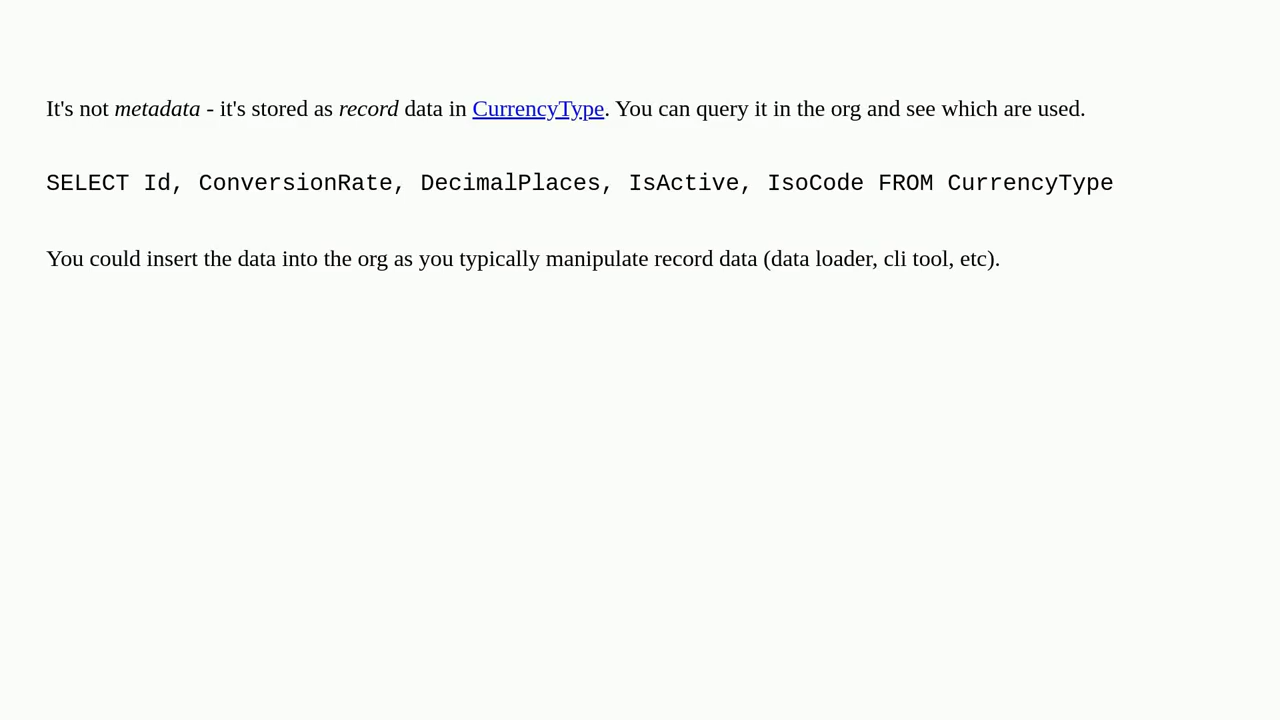 It's not metadata - it's stored as record data in CurrencyType. You can query it in the org and see which are used.
SELECT Id, ConversionRate, DecimalPlaces, IsActive, IsoCode FROM CurrencyType
You could insert the data into the org as you typically manipulate record data (data loader, cli tool, etc).